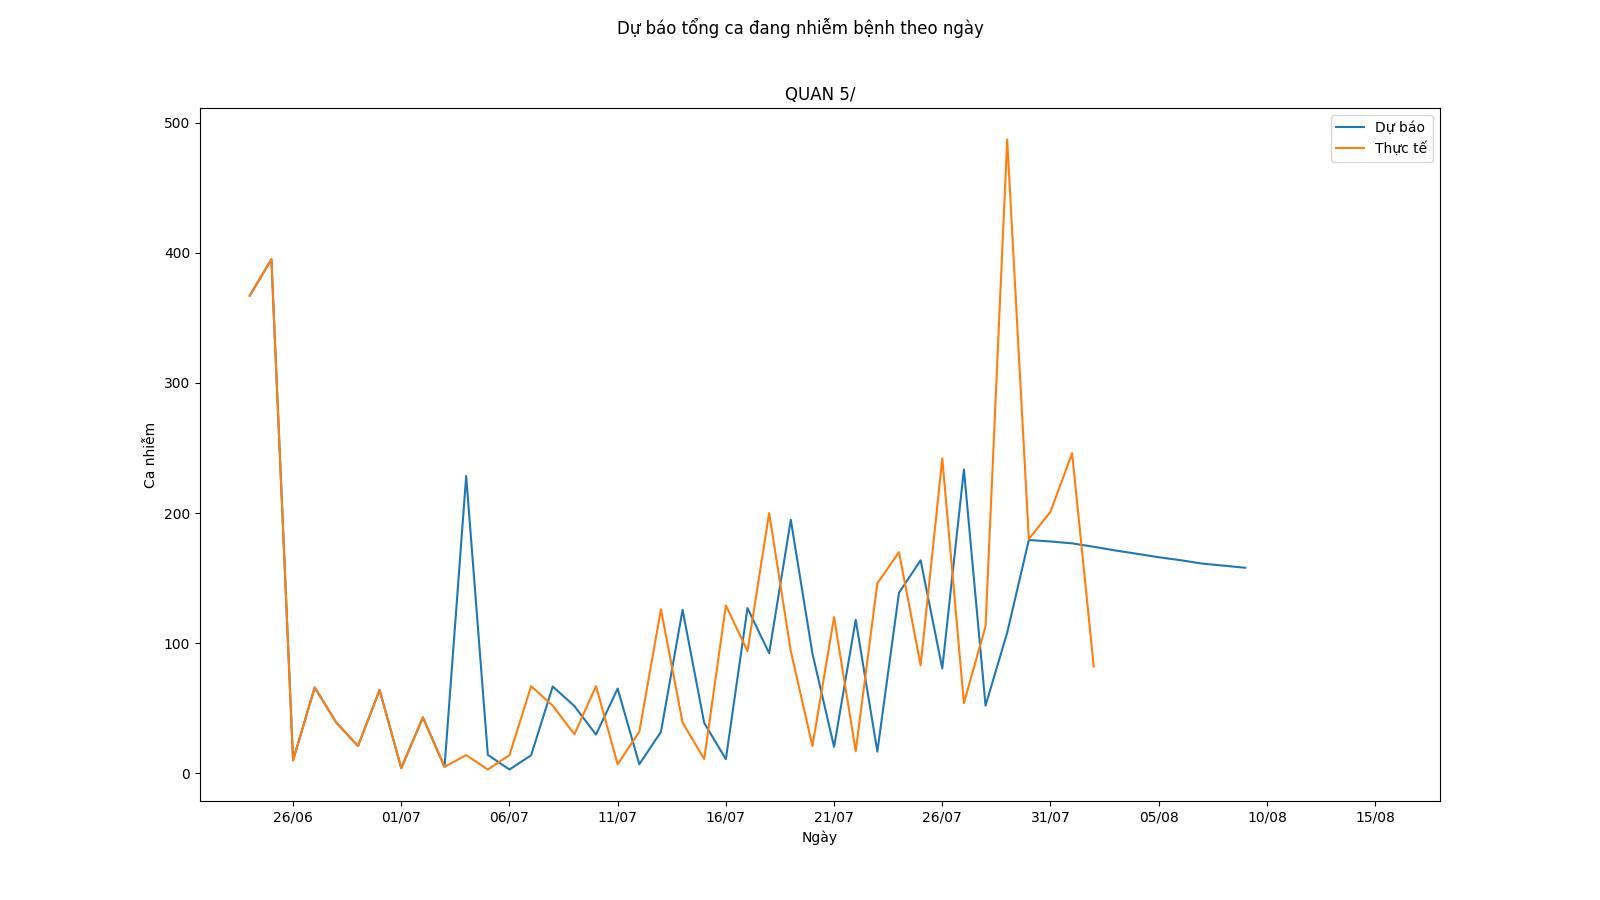 Dự báo tổng ca đang nhiễm bệnh theo ngày
QUAN 5/
Dự báo
Thực tế
500
400
300
200
100
0
Ca nhiễm
26/06
01/07
06/07
11/07
16/07
21/07
26/07
31/07
05/08
10/08
15/08
Ngày